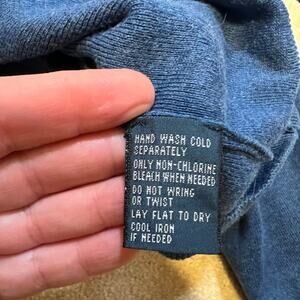 HAND WASH COLD
SEPARATELY
ONLY NON-CHLORINE
BLEACH WHEN NEEDED
DO NOT WRING
OR TWIST
LAY FLAT TO DRY
COOL IRON
IF NEEDED